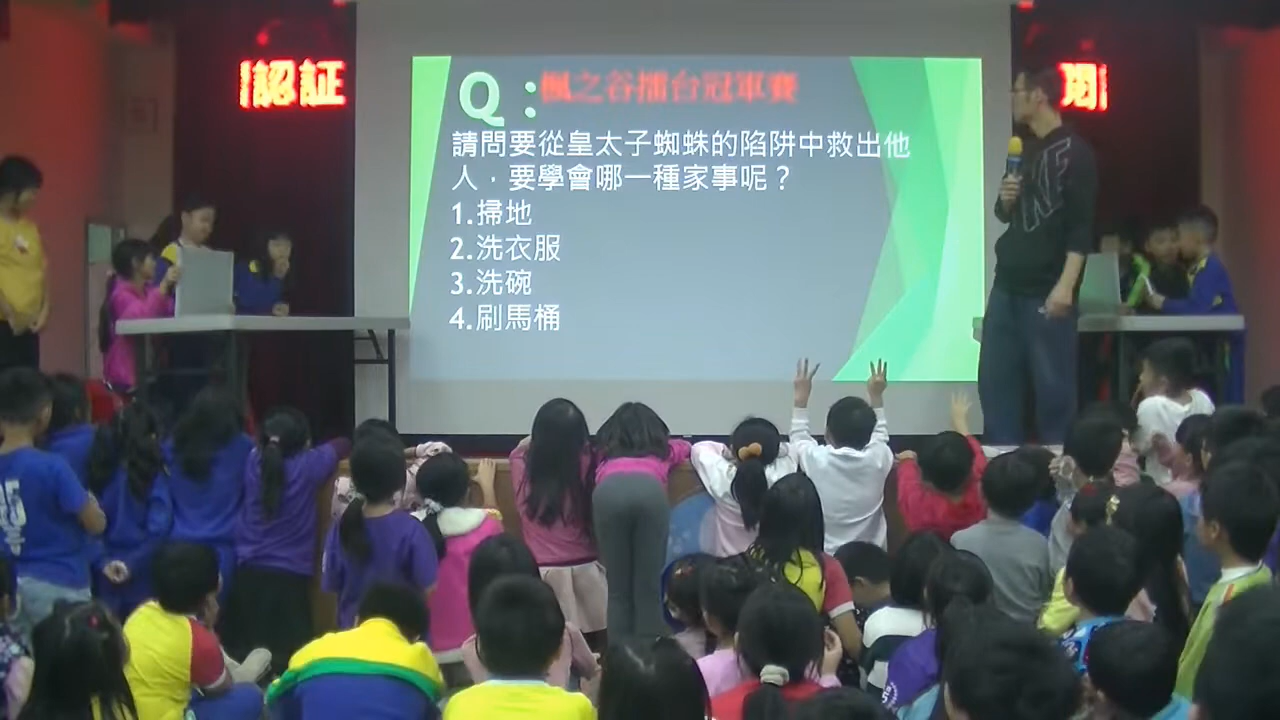 認証
Q：楓之谷擂台冠軍賽
請問要從皇太子蜘蛛的陷阱中救出他
人，要學會哪一種家事呢？
1.掃地
2.洗衣服
3.洗碗
4.刷馬桶